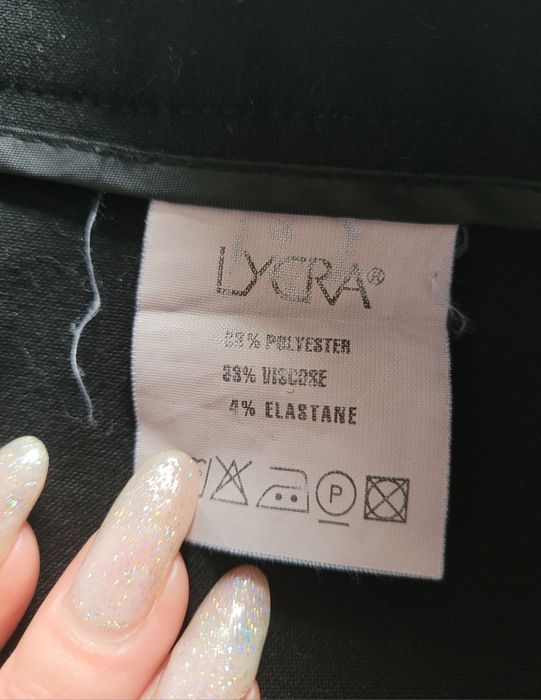 LYCRA®
63% POLYESTER
33% VISCOSE
4% ELASTANE
P